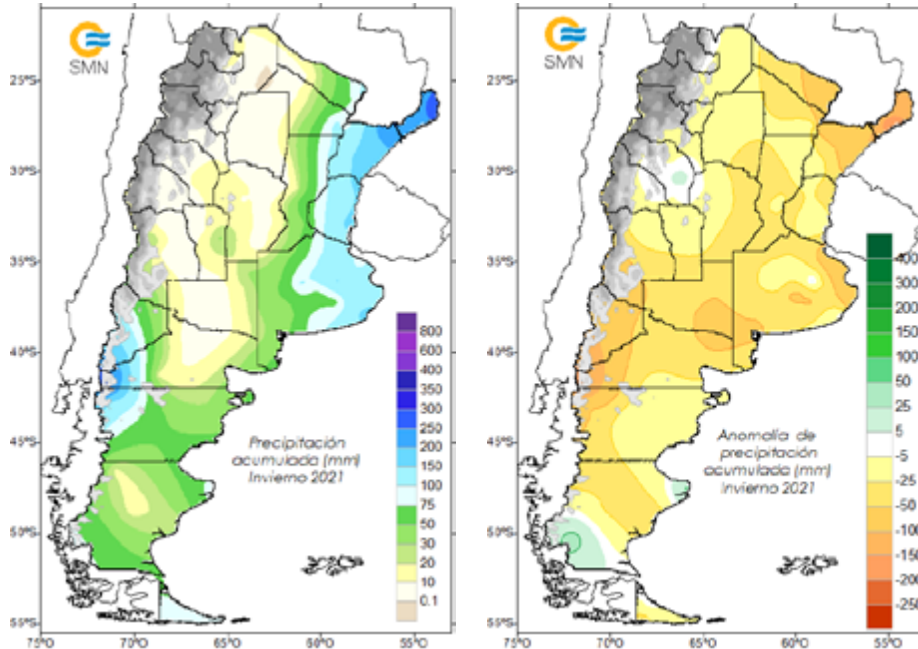 SMN
25°S
30°S
35°S
40°S
45°S
50°S
55°S
75°O
70°O
65°O
60°O
55°O
Precipitación
acumulada (mm)
Invierno 2021
800
600
400
350
300
250
200
150
100
75
50
30
20
10
0.1
SMN
25°S
30°S
35°S
40°S
45°S
50°S
55°S
75°O
70°O
65°O
60°O
55°O
Anomalía de
precipitación
acumulada (mm)
Invierno 2021
400
300
200
150
100
50
25
5
-5
-25
-50
-100
-150
-200
-250